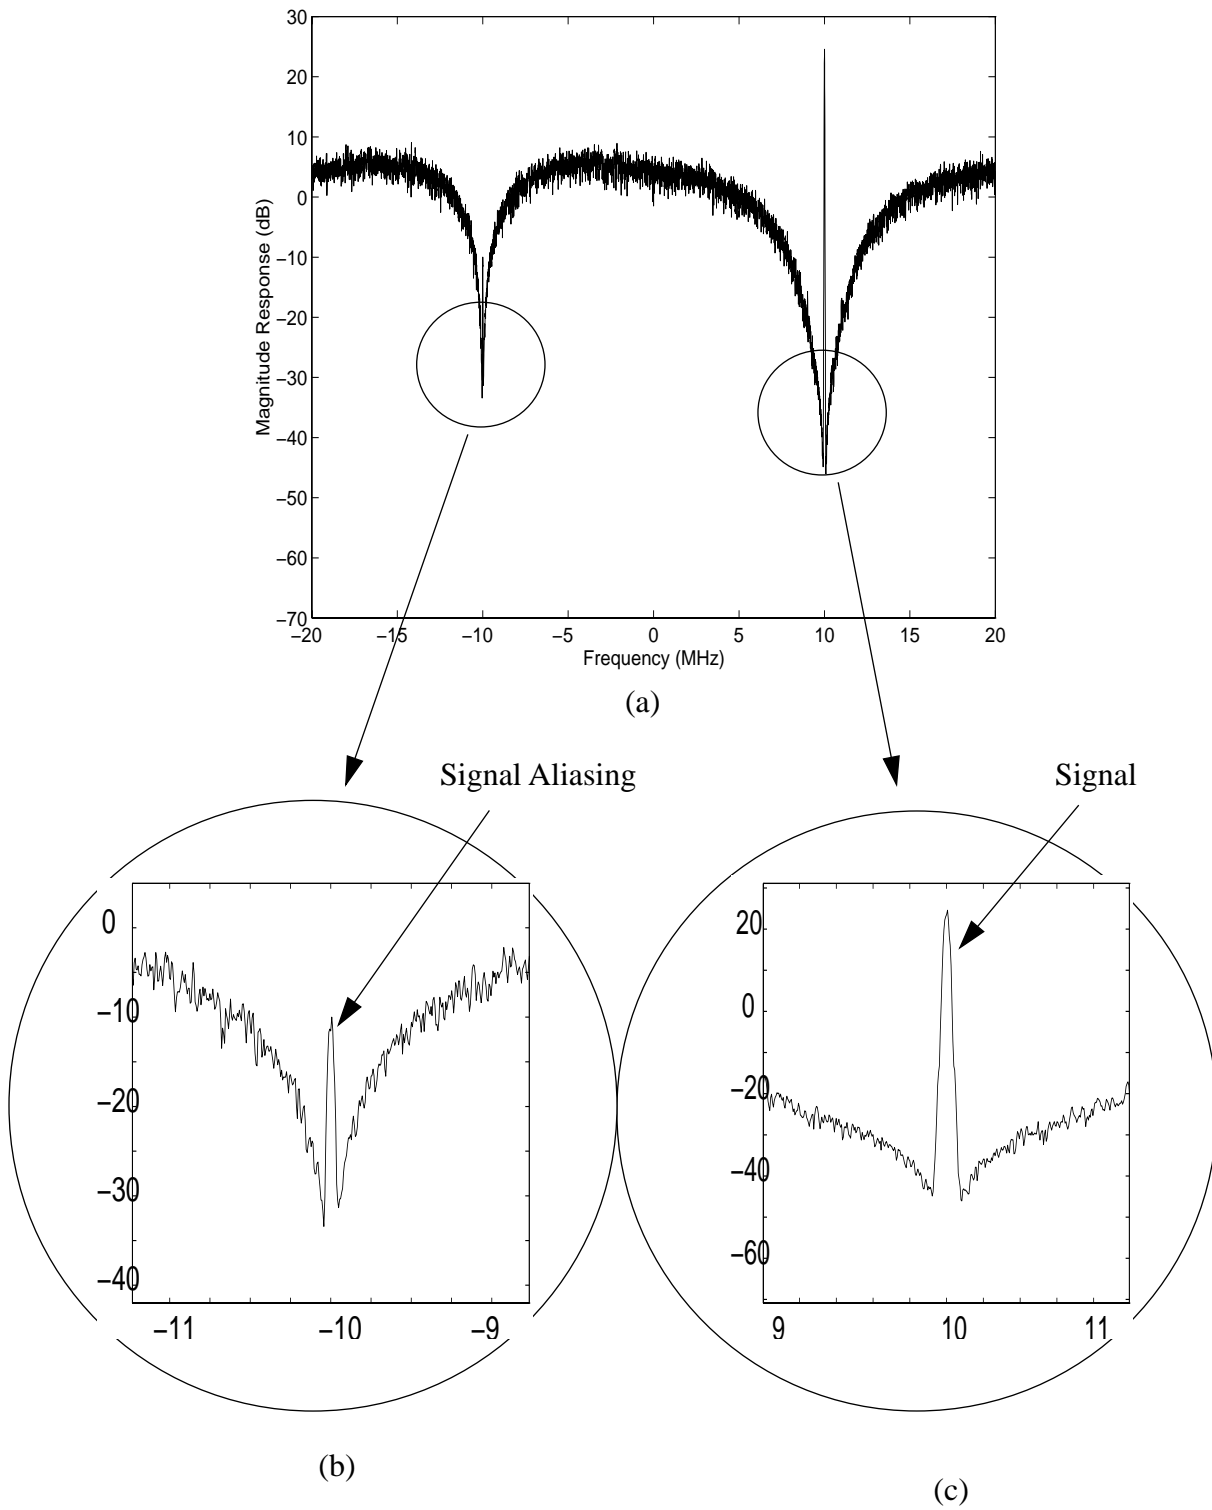 30
20
10
0
−10
−20
−30
−40
−50
−60
−70
Magnitude Response (dB)
−20 −15 −10 −5 0 5 10 15 20
Frequency (MHz)
(a)
Signal Aliasing
Signal
0
−10
−20
−30
−40
−11 −10 −9
20
0
−20
−40
−60
9 10 11
(b)
(c)